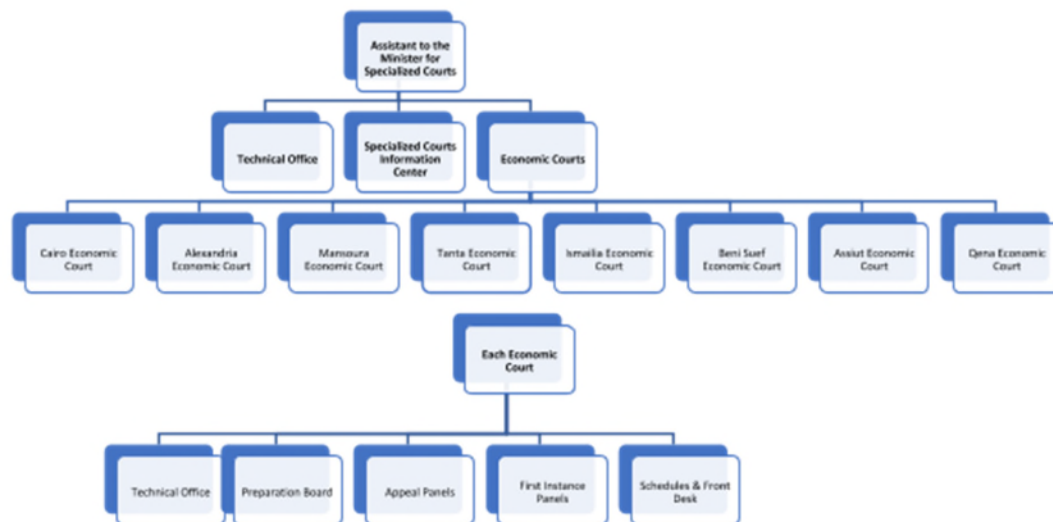 Assistant to the
Minister for
Specialized Courts
Technical Office
Specialized Courts
Information
Center
Economic Courts
Cairo Economic
Court
Alexandria
Economic Court
Mansoura
Economic Court
Tanta Economic
Court
Ismailia Economic
Court
Beni Suef
Economic Court
Assiut Economic
Court
Qena Economic
Court
Each Economic
Court
Technical Office
Preparation Board
Appeal Panels
First Instance
Panels
Schedules & Front
Desk